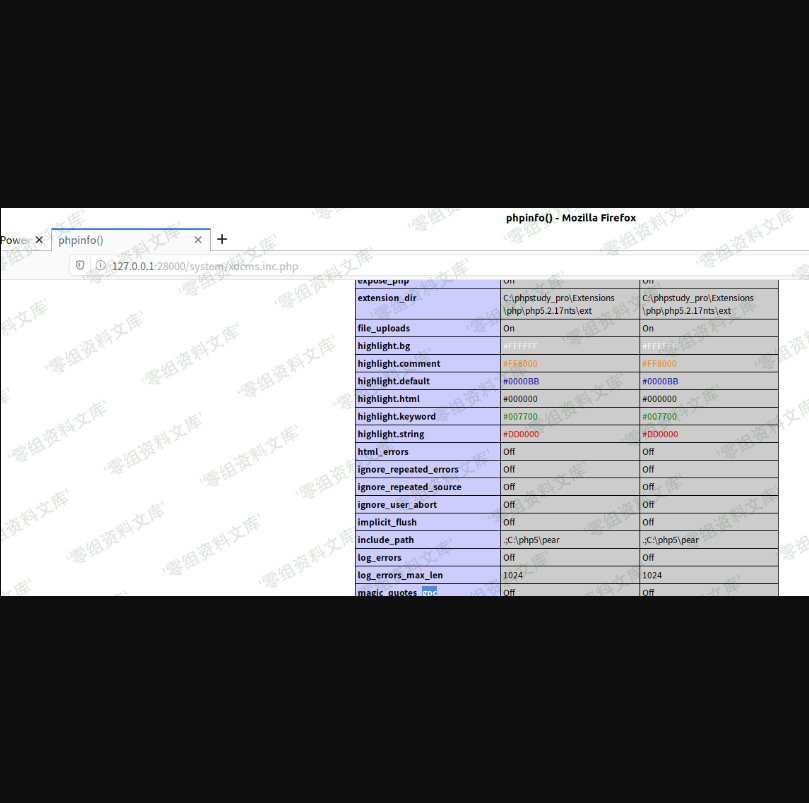 phpinfo() - Mozilla Firefox
Powe
phpinfo()
127.0.0.1:28000/system/xdcms.inc.php
expose_php On On
extension_dir C:\phpstudy_pro\Extensions\php\php5.2.17nts\ext C:\phpstudy_pro\Extensions\php\php5.2.17nts\ext
file_uploads On On
highlight.bg #FFFFFF #FFFFFF
highlight.comment #FF8000 #FF8000
highlight.default #0000BB #0000BB
highlight.html #000000 #000000
highlight.keyword #007700 #007700
highlight.string #DD0000 #DD0000
html_errors Off Off
ignore_repeated_errors Off Off
ignore_repeated_source Off Off
ignore_user_abort Off Off
implicit_flush Off Off
include_path .;C:\php5\pear .;C:\php5\pear
log_errors Off Off
log_errors_max_len 1024 1024
magic_quotes_gpc Off Off
'零组资料文库'